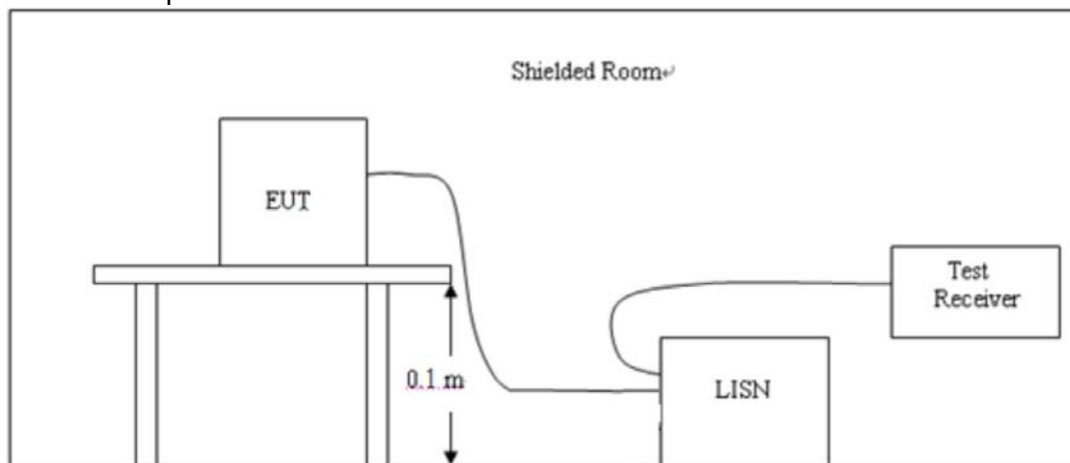 Shielded Room↵
EUT
Test
Receiver
0.1 m
LISN